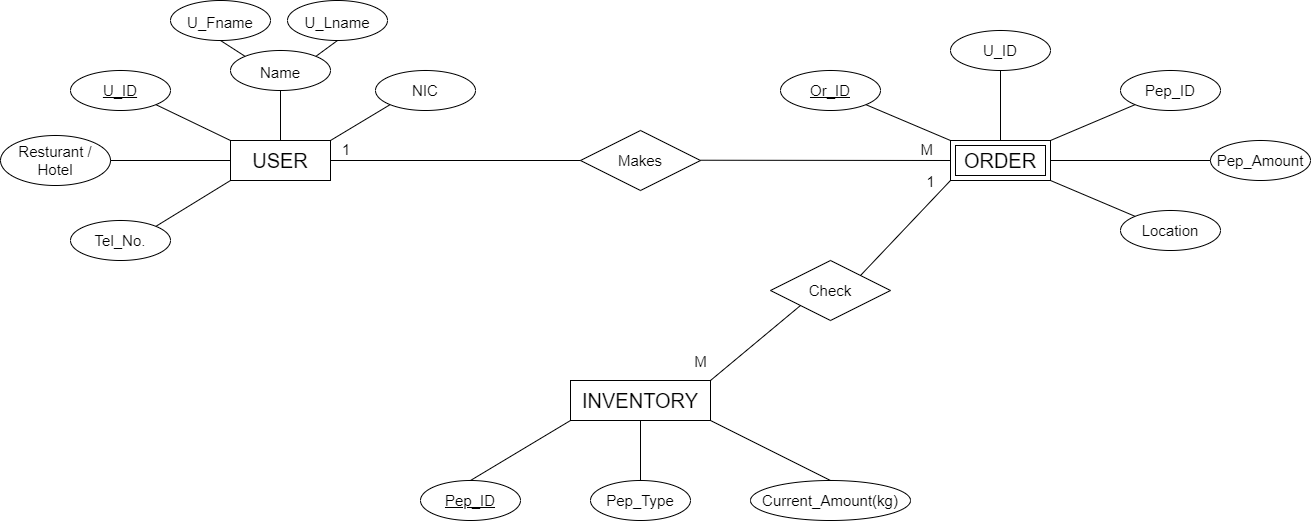 U_Fname
U_Lname
Name
U_ID
NIC
U_ID
Or_ID
Pep_ID
Resturant /
Hotel
USER
1
Makes
M
ORDER
Pep_Amount
1
Tel_No.
Location
Check
M
INVENTORY
Pep_ID
Pep_Type
Current_Amount(kg)